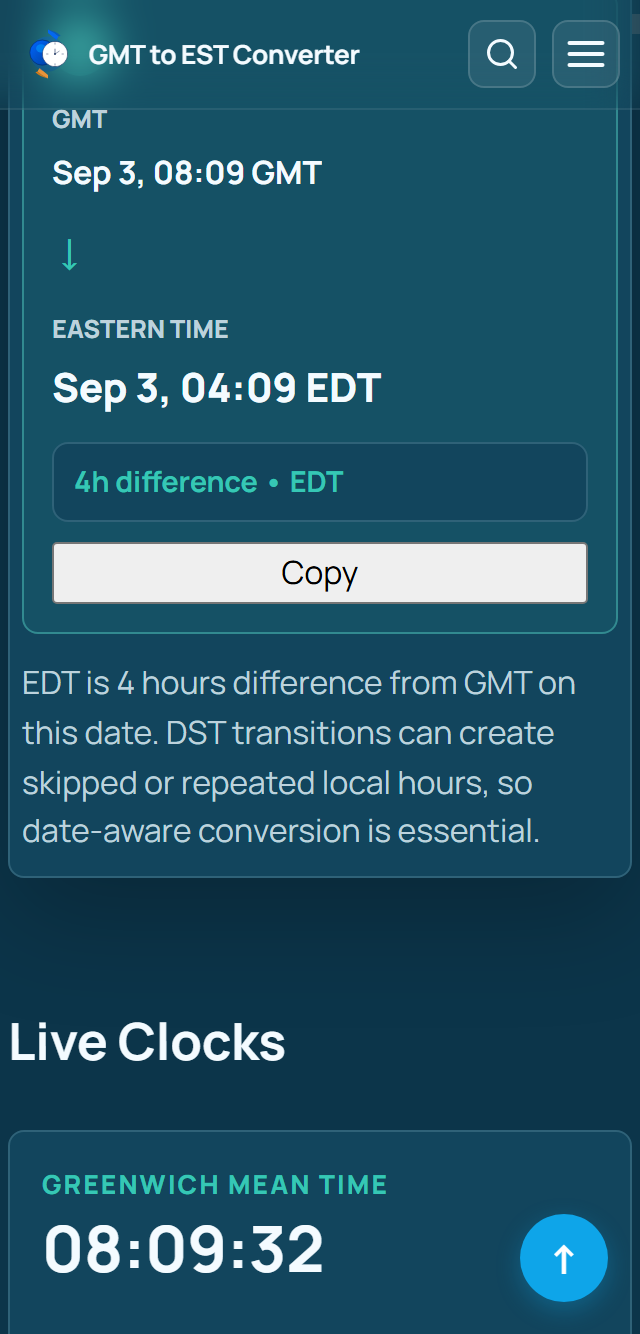 GMT to EST Converter
GMT
Sep 3, 08:09 GMT
↓
EASTERN TIME
Sep 3, 04:09 EDT
4h difference • EDT
Copy
EDT is 4 hours difference from GMT on
this date. DST transitions can create
skipped or repeated local hours, so
date-aware conversion is essential.
Live Clocks
GREENWICH MEAN TIME
08:09:32
↑